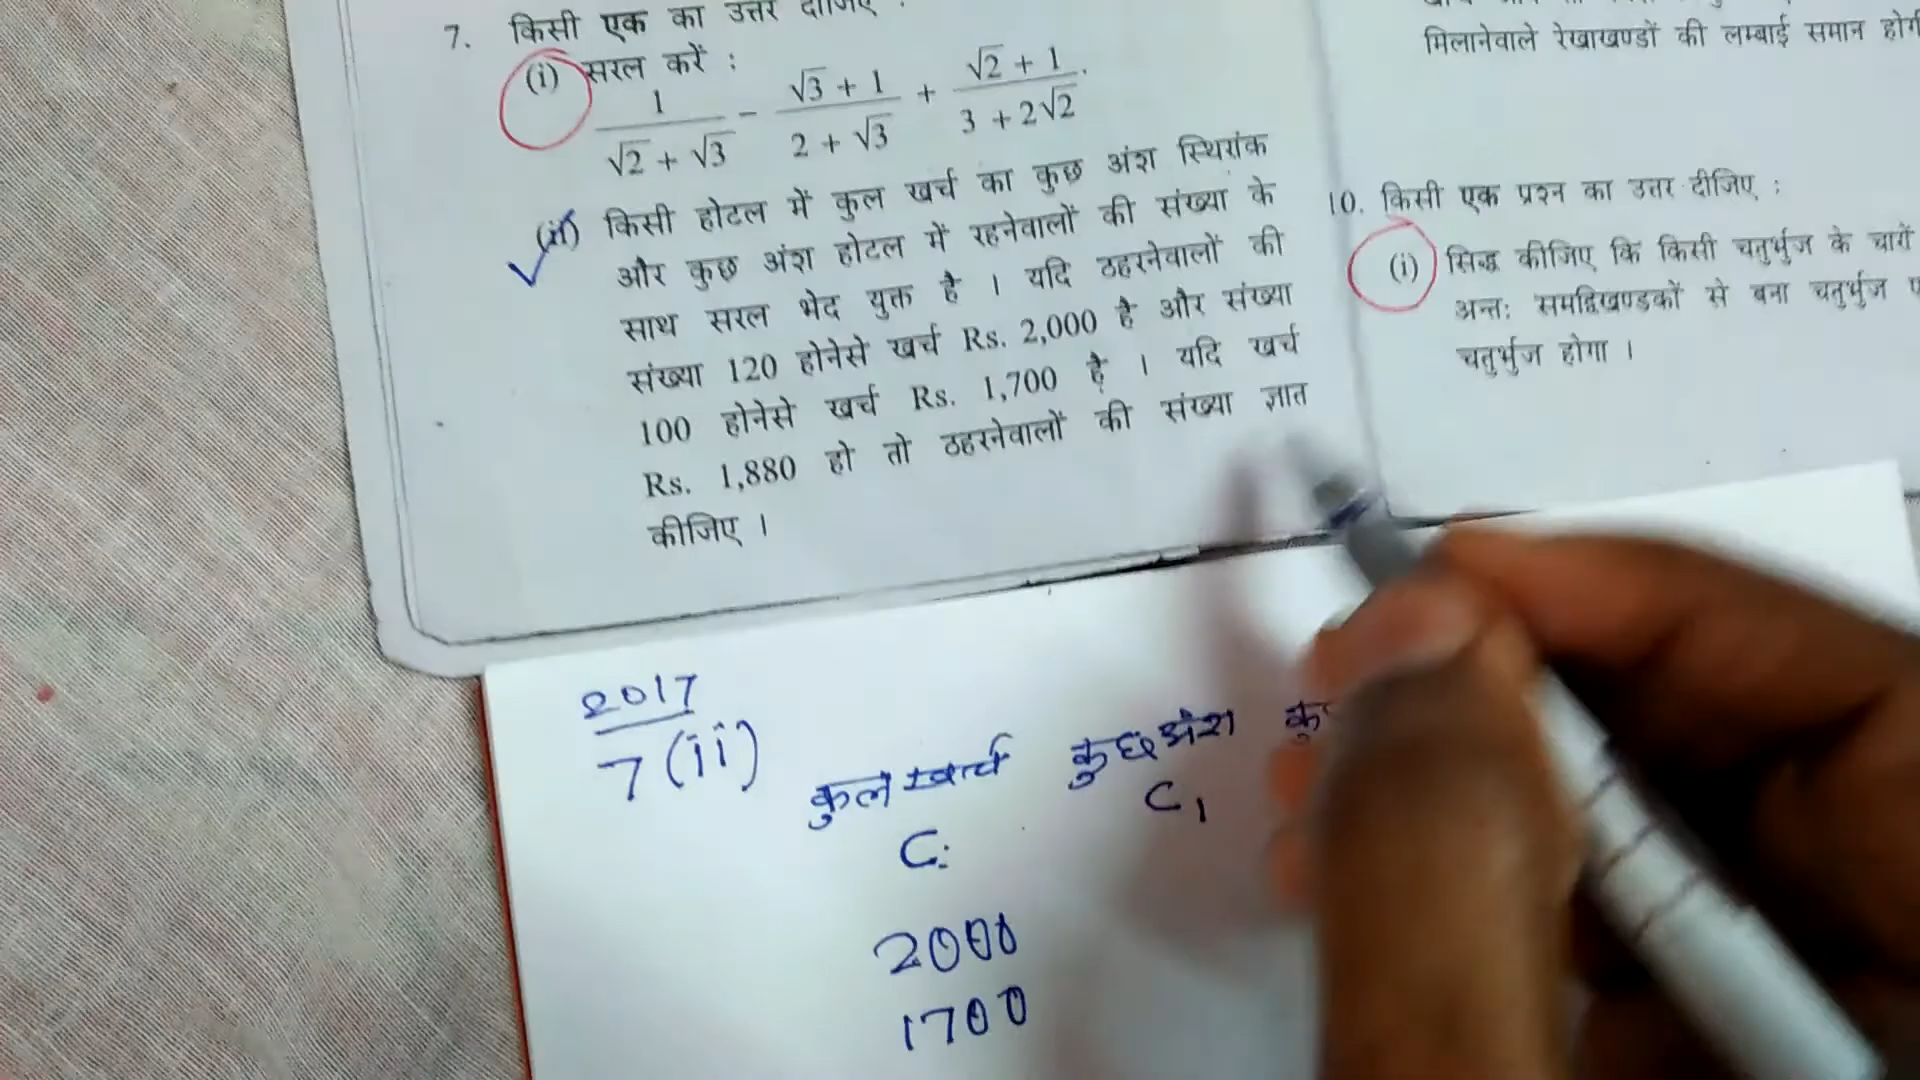 7. किसी एक का उत्तर दीजिए :
(i) सरल करें :
1/(√2 + √3) − (√3 + 1)/(2 + √3) + (√2 + 1)/(3 + 2√2).
(ii) किसी होटल में कुल खर्च का कुछ अंश स्थिरांक
और कुछ अंश होटल में रहनेवालों की संख्या के
साथ सरल भेद युक्त है । यदि ठहरनेवालों की
संख्या 120 होनेसे खर्च Rs. 2,000 है और संख्या
100 होनेसे खर्च Rs. 1,700 है । यदि खर्च
Rs. 1,880 हो तो ठहरनेवालों की संख्या ज्ञात
कीजिए ।
मिलानेवाले रेखाखण्डों की लम्बाई समान
10. किसी एक प्रश्न का उत्तर दीजिए :
(i) सिद्ध कीजिए कि किसी चतुर्भुज के चारों
अन्तः समद्विखण्डकों से बना चतुर्भुज
चतुर्भुज होगा ।
2017
7 (ii)
कुल खर्च कुछ अंश
C. C₁
2000
1700